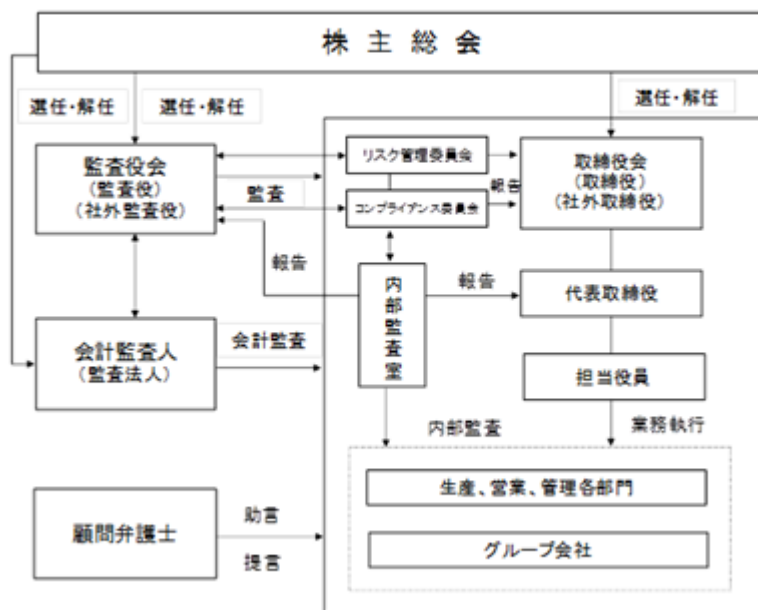 株主総会
選任・解任
選任・解任
選任・解任
監査役会
(監査役)
(社外監査役)
監査
リスク管理委員会
コンプライアンス委員会
報告
取締役会
(取締役)
(社外取締役)
報告
内部監査室
報告
代表取締役
会計監査人
(監査法人)
会計監査
担当役員
内部監査
業務執行
生産、営業、管理各部門
グループ会社
顧問弁護士
助言
提言